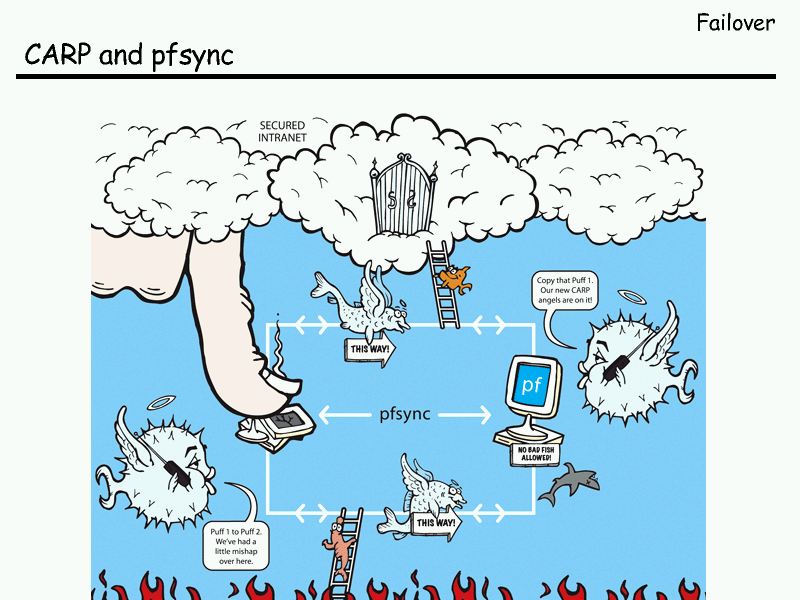 Failover
CARP and pfsync
SECURED
INTRANET
Copy that Puff 1.
Our new CARP
angels are on it!
THIS WAY!
pf
pfsync
NO BAD FISH
ALLOWED!
THIS WAY!
Puff 1 to Puff 2.
We've had a
little mishap
over here.